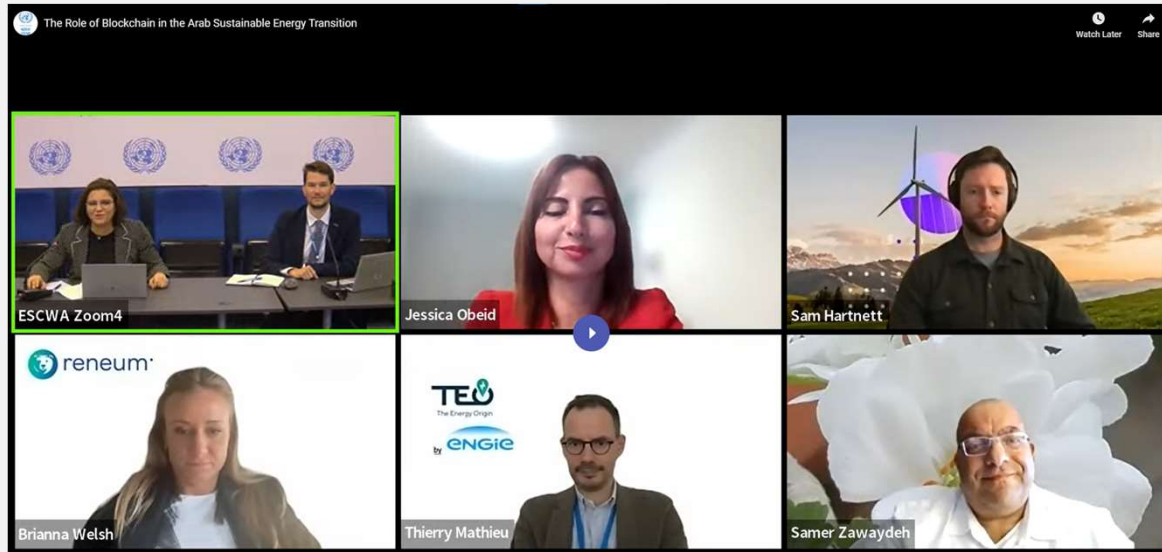 The Role of Blockchain in the Arab Sustainable Energy Transition
Watch Later
Share
ESCWA Zoom4
Jessica Obeid
Sam Hartnett
reneum
TEO
The Energy Origin
by ENGIE
Brianna Welsh
Thierry Mathieu
Samer Zawaydeh